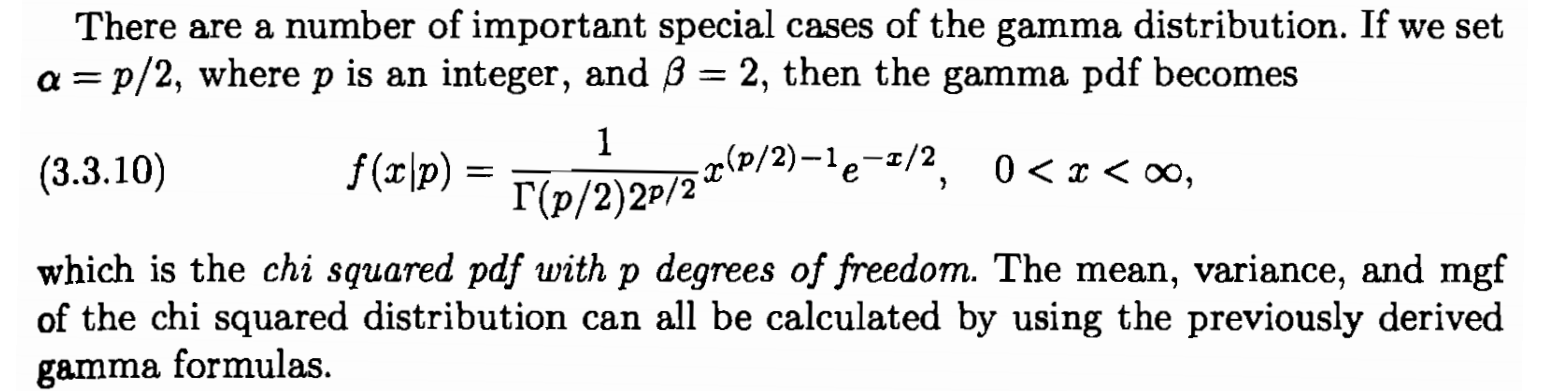 There are a number of important special cases of the gamma distribution. If we set
α = p/2, where p is an integer, and β = 2, then the gamma pdf becomes
(3.3.10) f(x|p) = \frac{1}{Γ(p/2)2^{p/2}} x^{(p/2)-1} e^{-x/2}, 0 < x < ∞,
which is the chi squared pdf with p degrees of freedom. The mean, variance, and mgf
of the chi squared distribution can all be calculated by using the previously derived
gamma formulas.